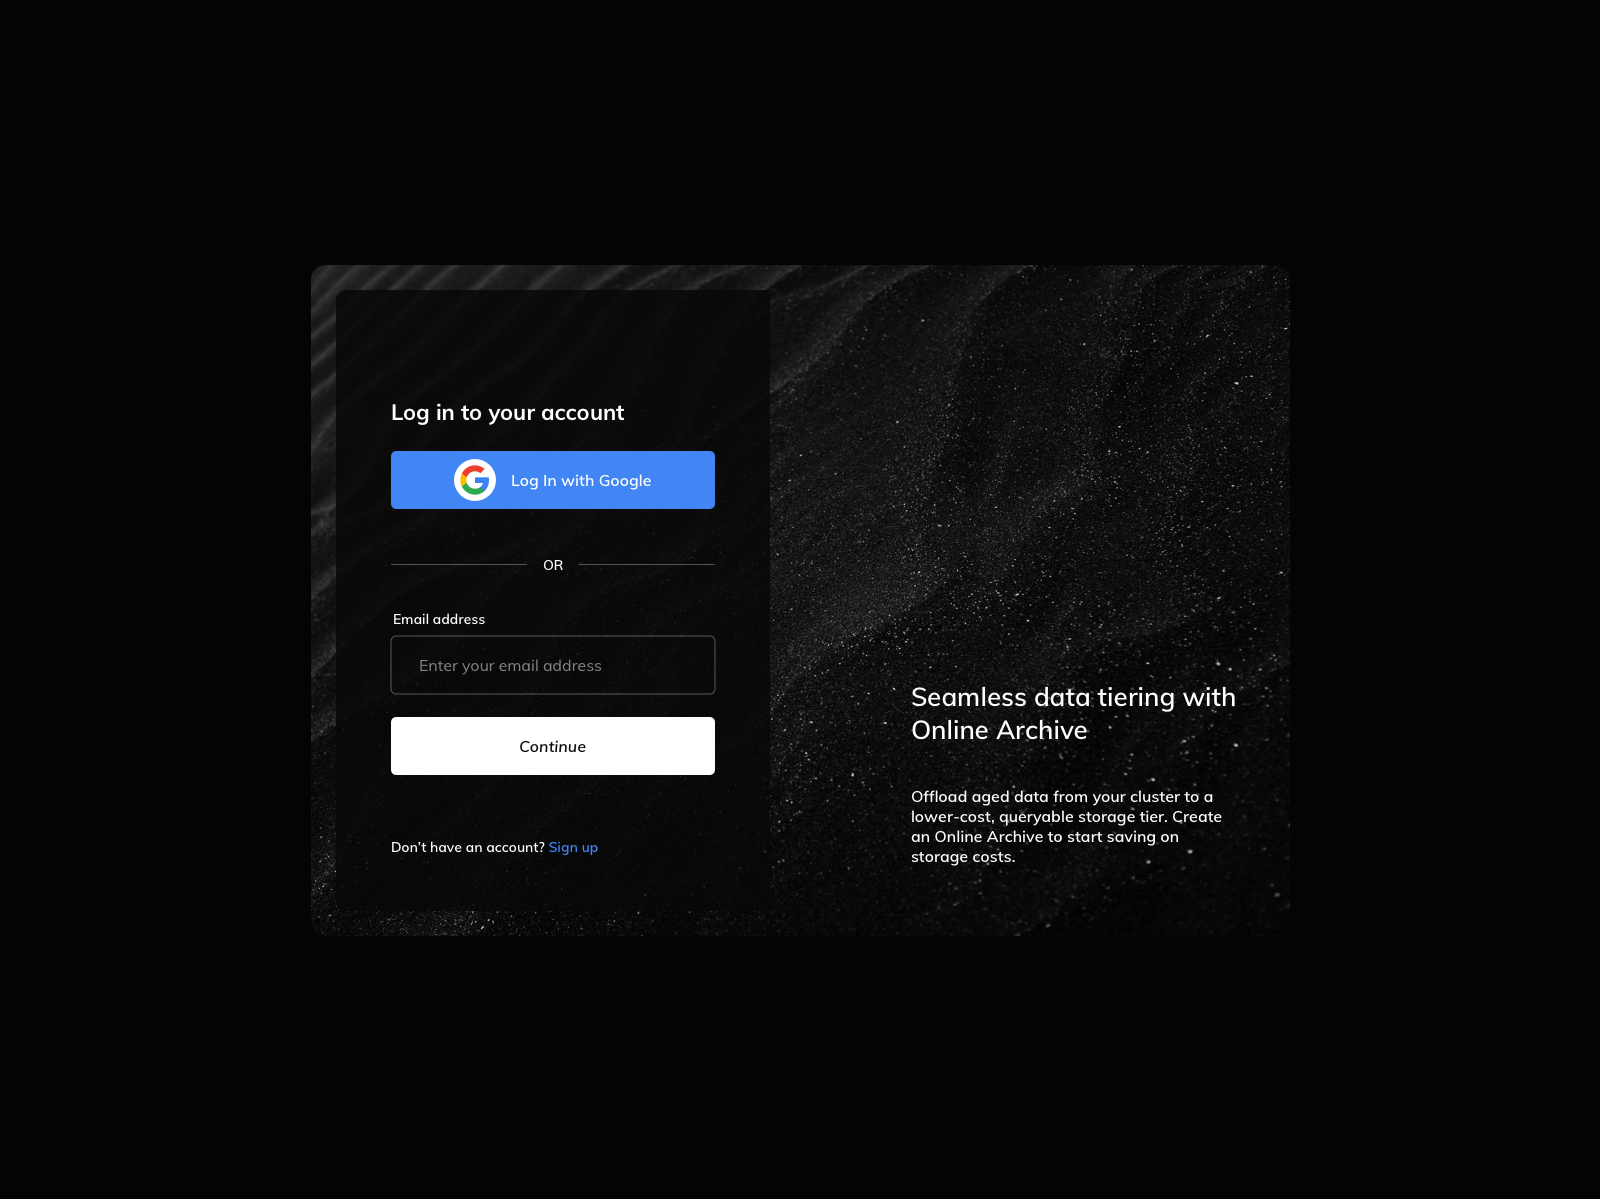 Log in to your account
Log In with Google
OR
Email address
Enter your email address
Continue
Don't have an account? Sign up
Seamless data tiering with
Online Archive
Offload aged data from your cluster to a
lower-cost, queryable storage tier. Create
an Online Archive to start saving on
storage costs.